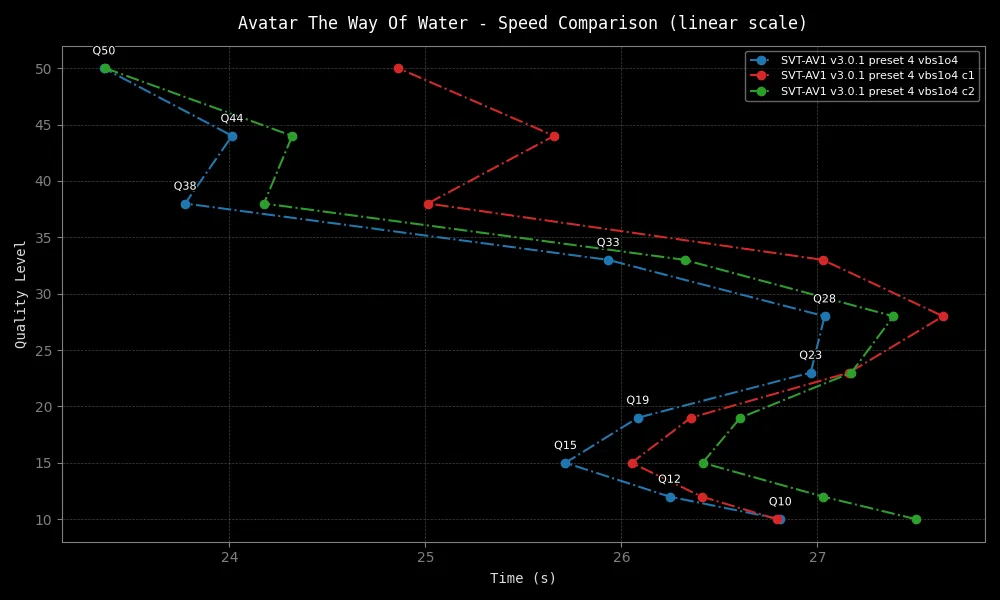 Avatar The Way Of Water - Speed Comparison (linear scale)
SVT-AV1 v3.0.1 preset 4 vbs1o4
SVT-AV1 v3.0.1 preset 4 vbs1o4 c1
SVT-AV1 v3.0.1 preset 4 vbs1o4 c2
Q50
Q44
Q38
Q33
Q28
Q23
Q19
Q15
Q12
Q10
50
45
40
35
30
25
20
15
10
Quality Level
24 25 26 27
Time (s)